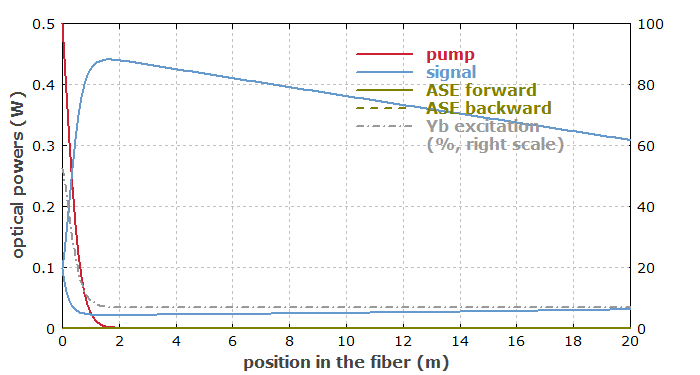 0.5
0.4
0.3
0.2
0.1
0
100
80
60
40
20
0
0 2 4 6 8 10 12 14 16 18 20
optical powers (W)
position in the fiber (m)
pump
signal
ASE forward
ASE backward
Yb excitation
(%, right scale)